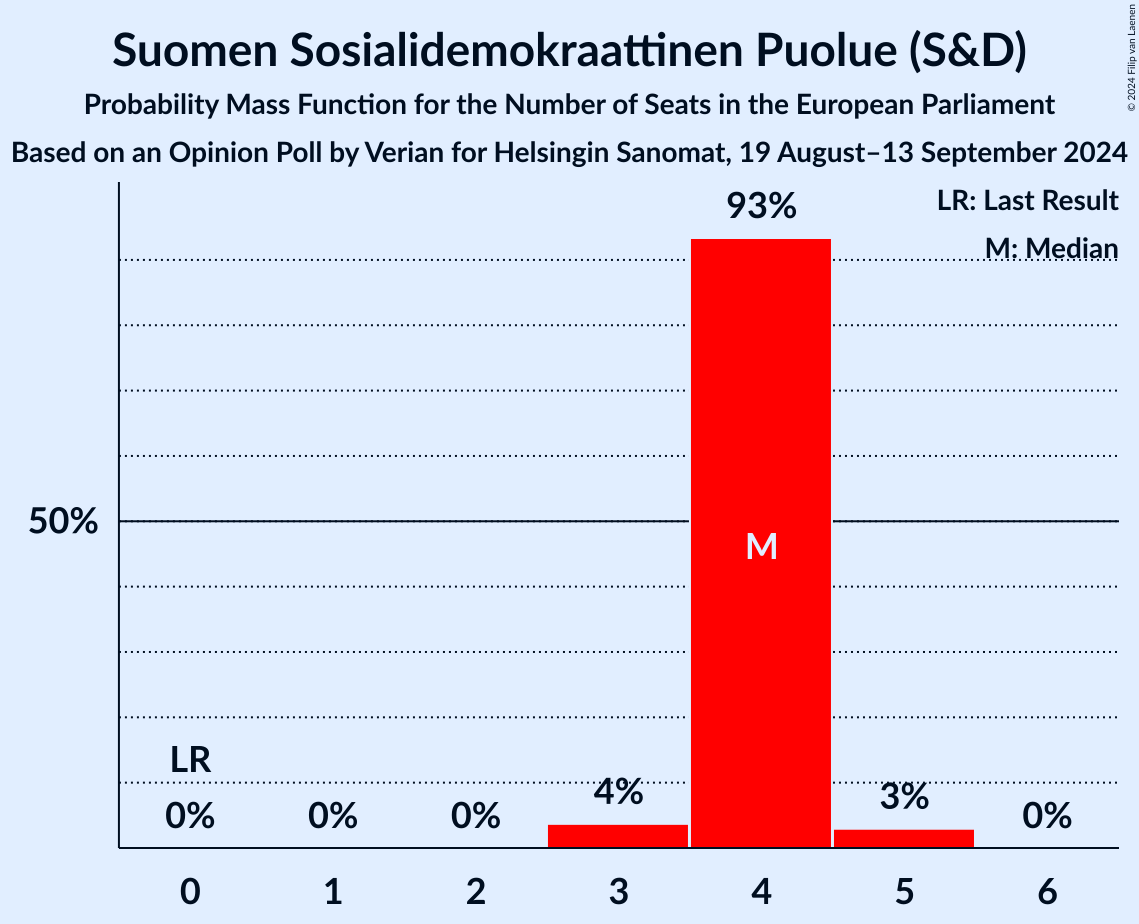 Suomen Sosialidemokraattinen Puolue (S&D)
Probability Mass Function for the Number of Seats in the European Parliament
Based on an Opinion Poll by Verian for Helsingin Sanomat, 19 August–13 September 2024
© 2024 Filip van Laenen
LR: Last Result
M: Median
93%
50%
M
LR
0%
0%
0%
4%
3%
0%
0
1
2
3
4
5
6